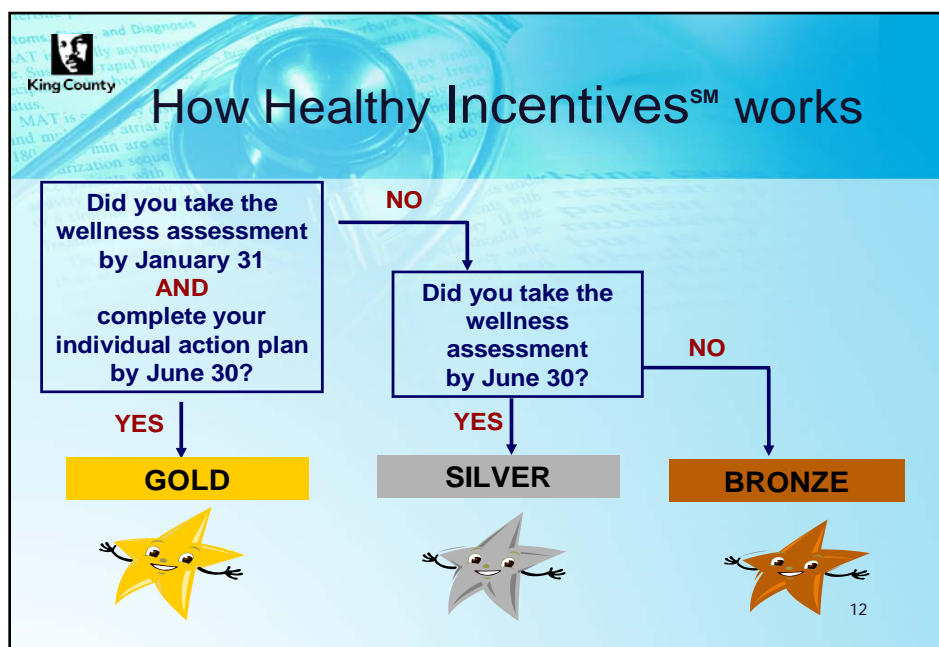 King County
How Healthy Incentives℠ works
Did you take the
wellness assessment
by January 31
AND
complete your
individual action plan
by June 30?
NO
Did you take the
wellness
assessment
by June 30?
NO
YES
YES
GOLD
SILVER
BRONZE
12